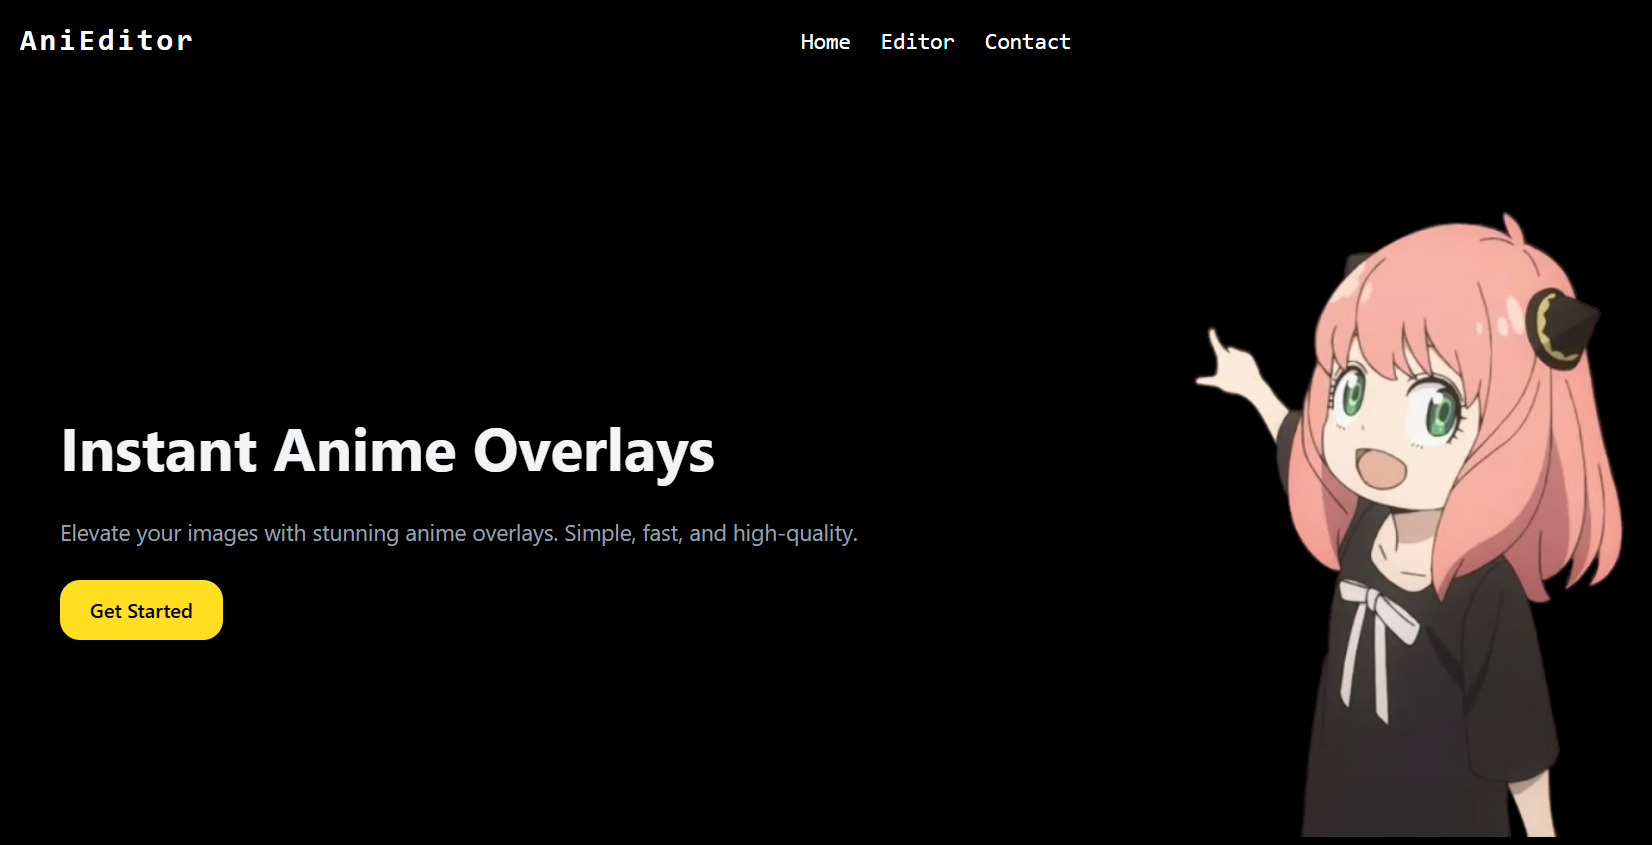 AniEditor
Home Editor Contact
Instant Anime Overlays
Elevate your images with stunning anime overlays. Simple, fast, and high-quality.
Get Started